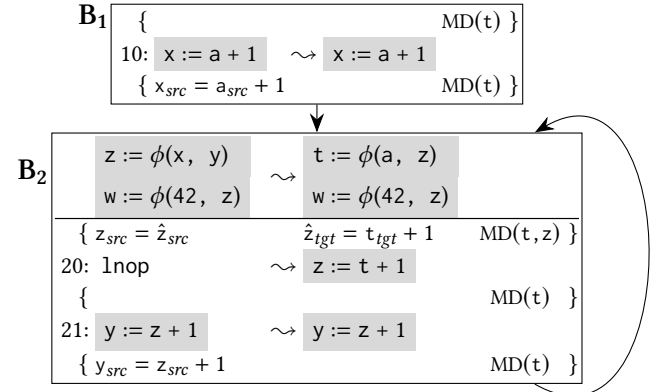 B₁ { MD(t) }
10: x := a + 1 ⤳ x := a + 1
{ x_src = a_src + 1 MD(t) }
z := ϕ(x, y) t := ϕ(a, z)
B₂ ⤳
w := ϕ(42, z) w := ϕ(42, z)
{ z_src = ẑ_src ẑ_tgt = t_tgt + 1 MD(t,z) }
20: lnop ⤳ z := t + 1
{ MD(t) }
21: y := z + 1 ⤳ y := z + 1
{ y_src = z_src + 1 MD(t) }